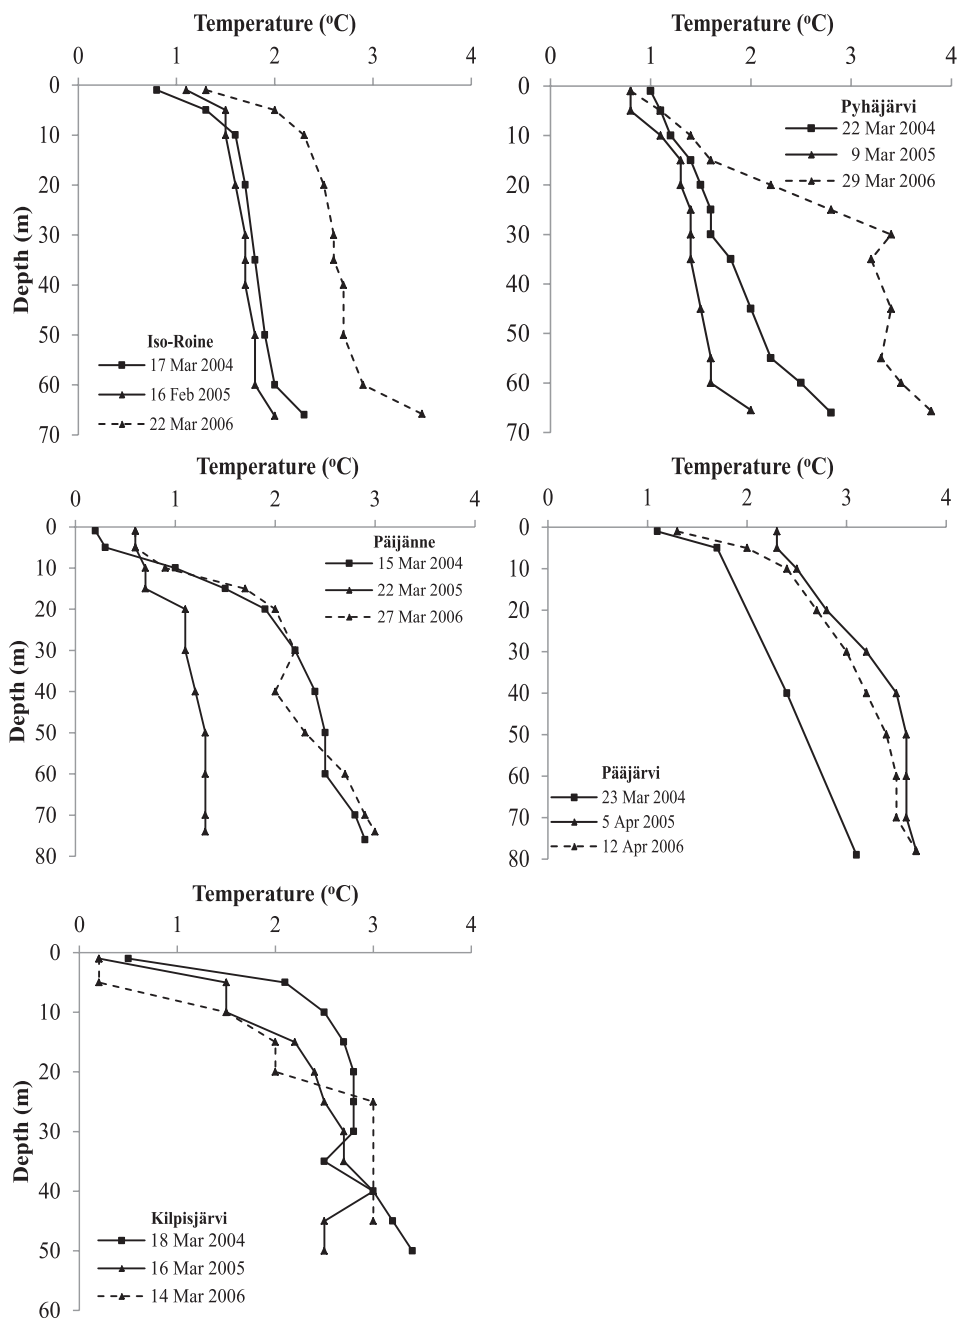 Temperature (ºC)
0 1 2 3 4
0
10
20
30
40
50
60
70
Depth (m)
Iso-Roine
17 Mar 2004
16 Feb 2005
22 Mar 2006
Temperature (ºC)
0 1 2 3 4
0
10
20
30
40
50
60
70
Pyhäjärvi
22 Mar 2004
9 Mar 2005
29 Mar 2006
Temperature (ºC)
0 1 2 3 4
0
10
20
30
40
50
60
70
80
Depth (m)
Päijänne
15 Mar 2004
22 Mar 2005
27 Mar 2006
Temperature (ºC)
0 1 2 3 4
0
10
20
30
40
50
60
70
80
Pääjärvi
23 Mar 2004
5 Apr 2005
12 Apr 2006
Temperature (ºC)
0 1 2 3 4
0
10
20
30
40
50
60
Depth (m)
Kilpisjärvi
18 Mar 2004
16 Mar 2005
14 Mar 2006